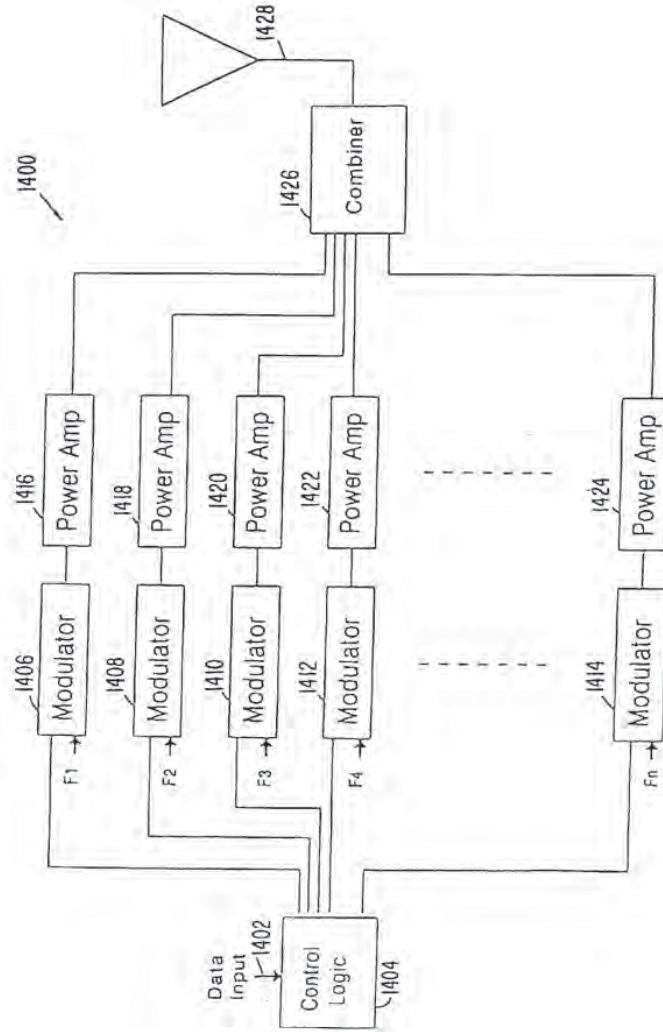 1400
Data
Input
1402
Control
Logic
1404
F1
1406
Modulator
1416
Power Amp
F2
1408
Modulator
1418
Power Amp
F3
1410
Modulator
1420
Power Amp
F4
1412
Modulator
1422
Power Amp
Fn
1414
Modulator
1424
Power Amp
1426
Combiner
1428